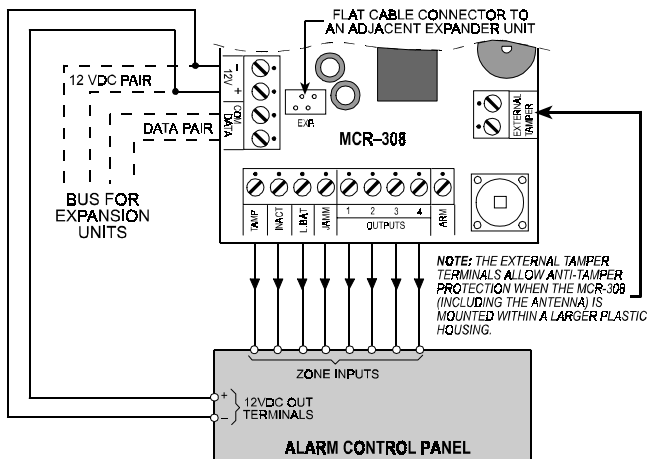 FLAT CABLE CONNECTOR TO
AN ADJACENT EXPANDER UNIT
12 VDC PAIR
DATA PAIR
BUS FOR
EXPANSION
UNITS
-
12V
+
COM
DATA
EXP.
MCR–308
EXTERNAL
TAMPER
TAMP
INACT
L.BAT
JAMM
1 2 3 4
OUTPUTS
ARM
NOTE: THE EXTERNAL TAMPER
TERMINALS ALLOW ANTI-TAMPER
PROTECTION WHEN THE MCR-308
(INCLUDING THE ANTENNA) IS
MOUNTED WITHIN A LARGER PLASTIC
HOUSING.
ZONE INPUTS
+
–
12VDC OUT
TERMINALS
ALARM CONTROL PANEL